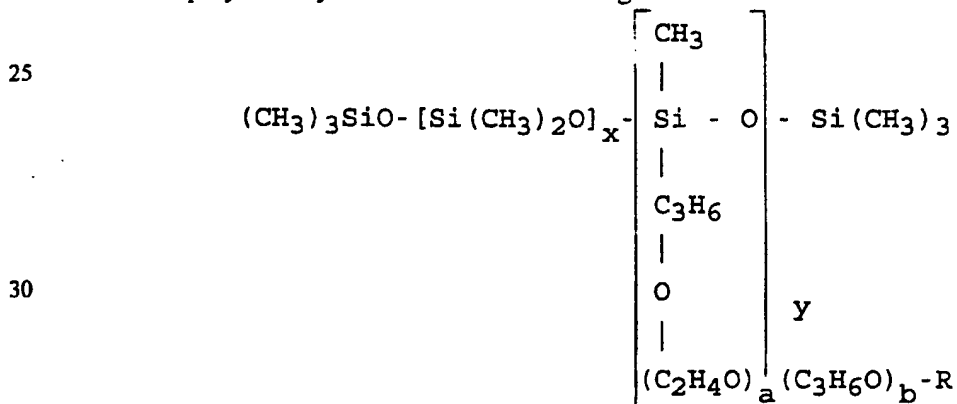 25
CH3
(CH3)3SiO-[Si(CH3)2O]x-[Si - O] - Si(CH3)3
C3H6
30
O
y
(C2H4O)a(C3H6O)b-R